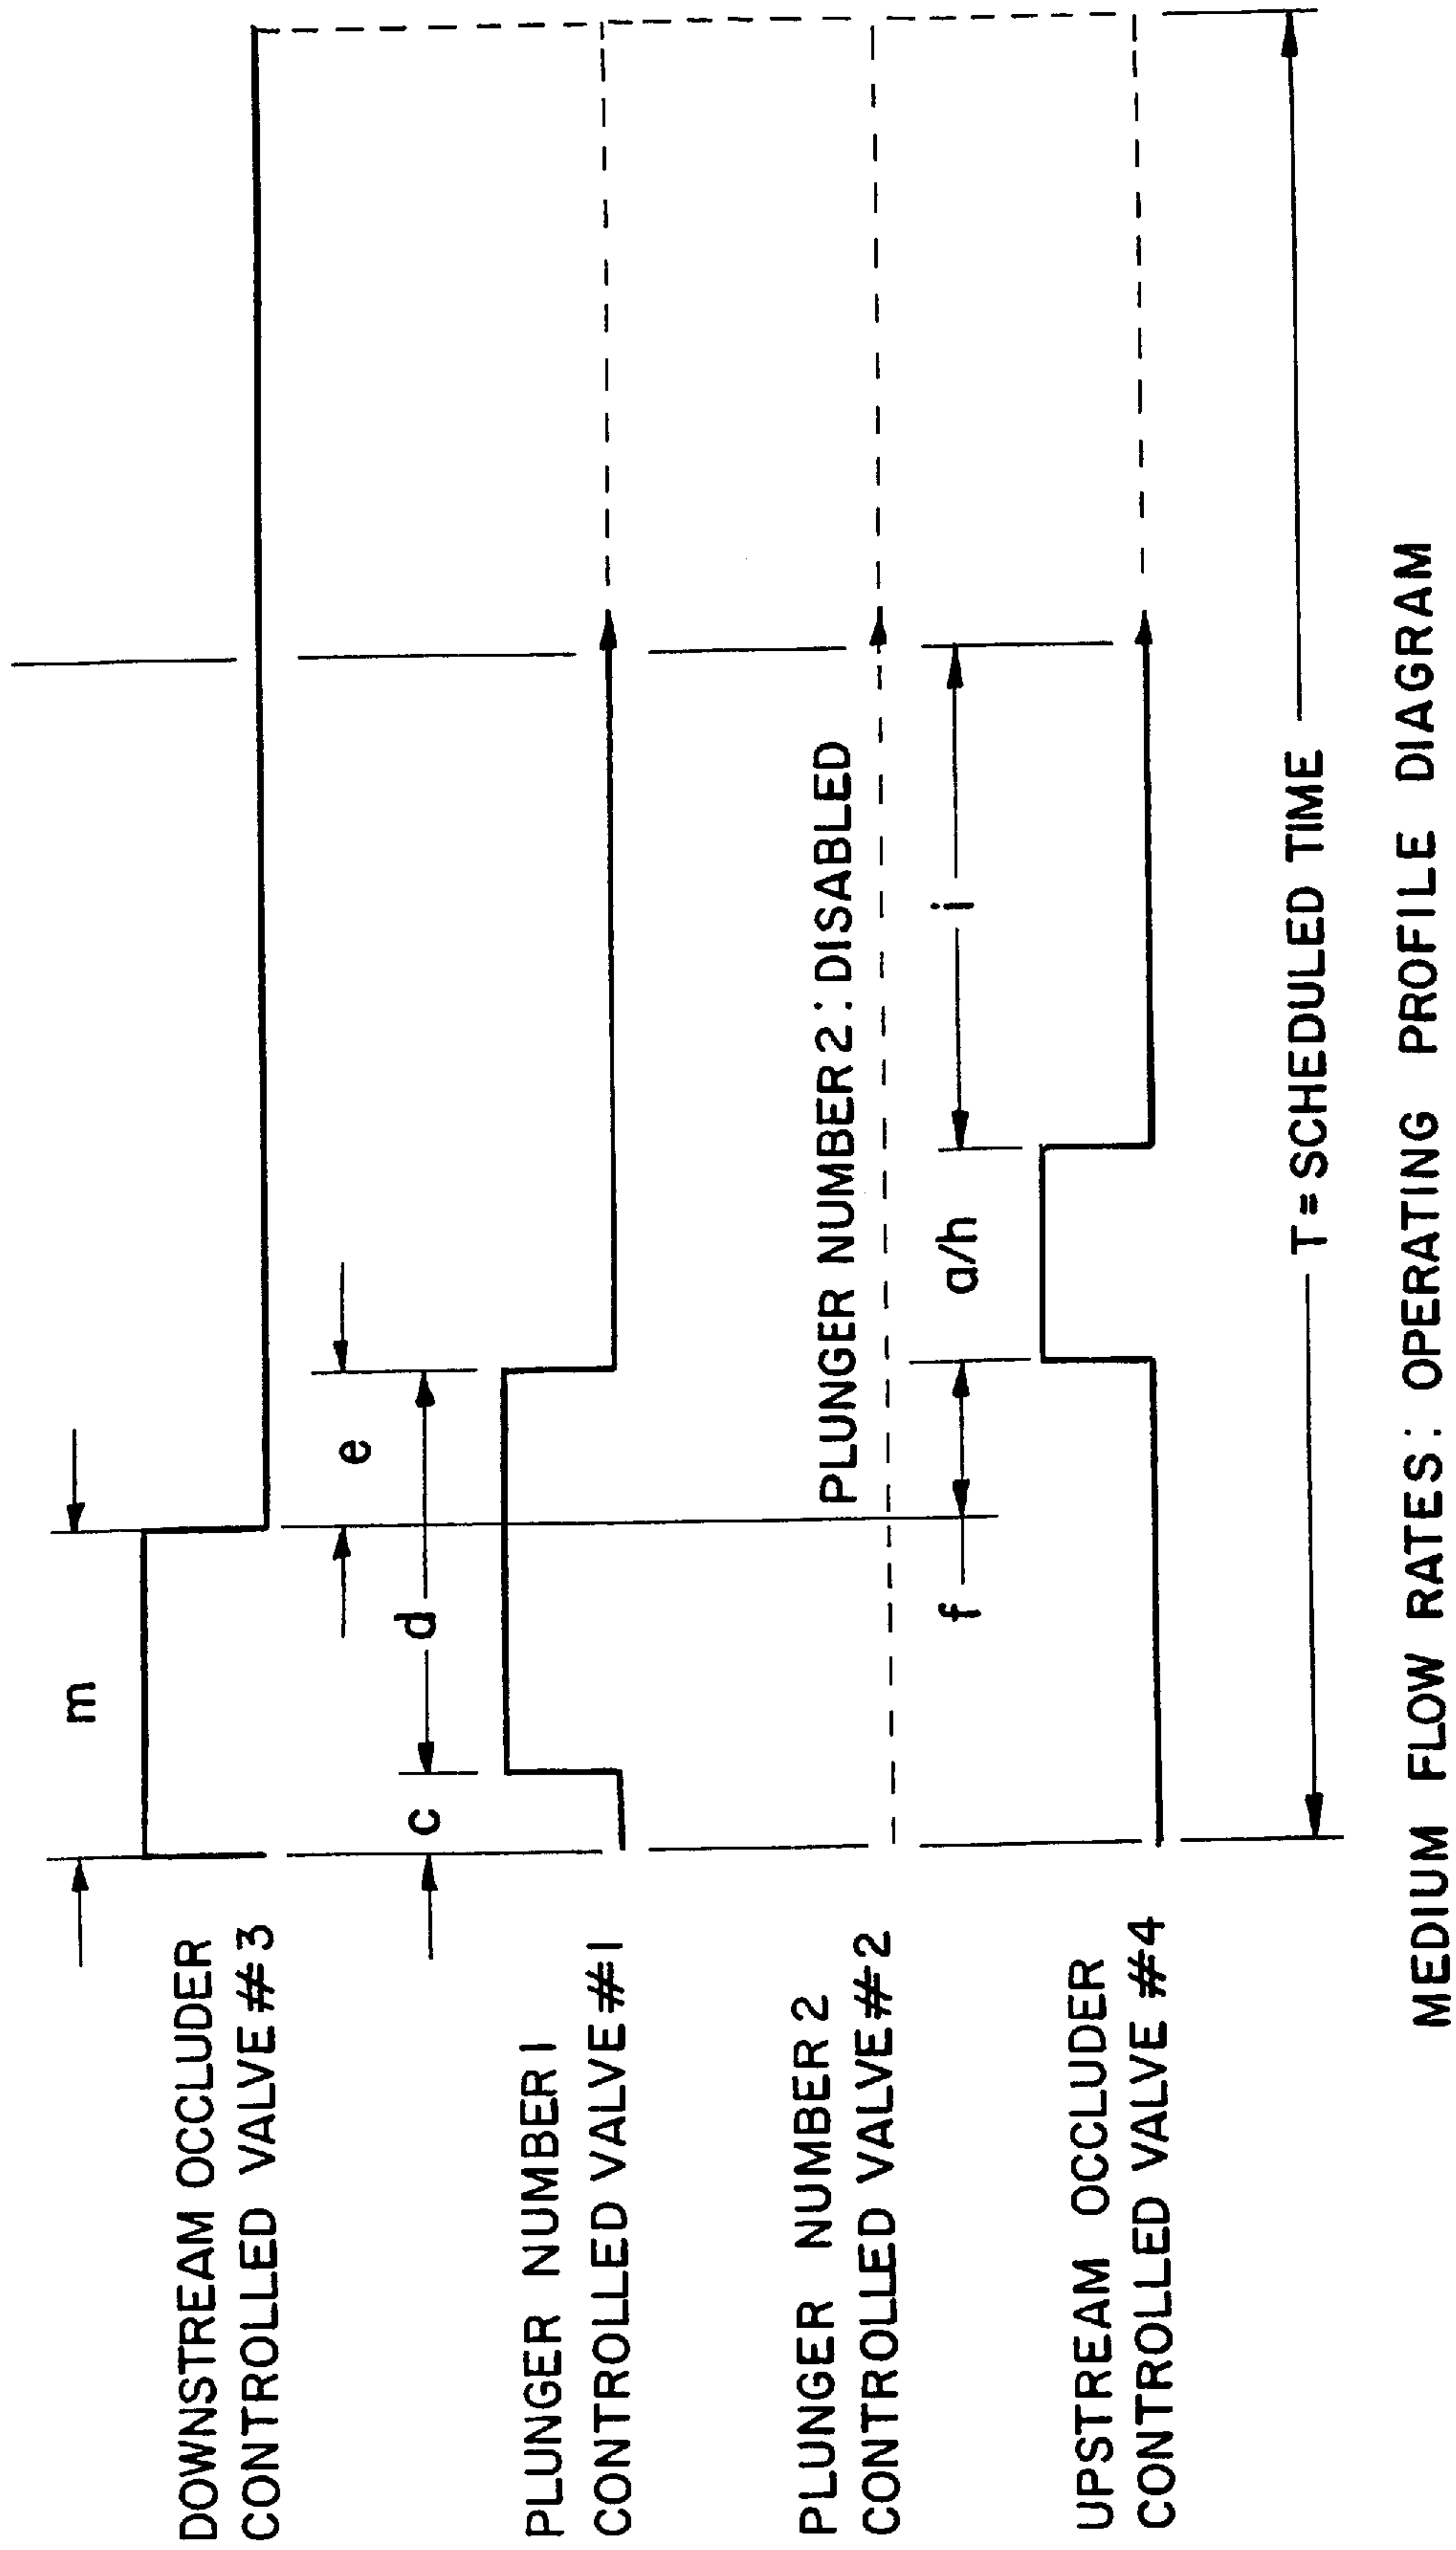 m
e
d
c
DOWNSTREAM OCCLUDER
CONTROLLED VALVE #3
PLUNGER NUMBER 1
CONTROLLED VALVE #1
PLUNGER NUMBER 2: DISABLED
PLUNGER NUMBER 2
CONTROLLED VALVE #2
f
a/h
i
UPSTREAM OCCLUDER
CONTROLLED VALVE #4
T = SCHEDULED TIME
MEDIUM FLOW RATES: OPERATING PROFILE DIAGRAM